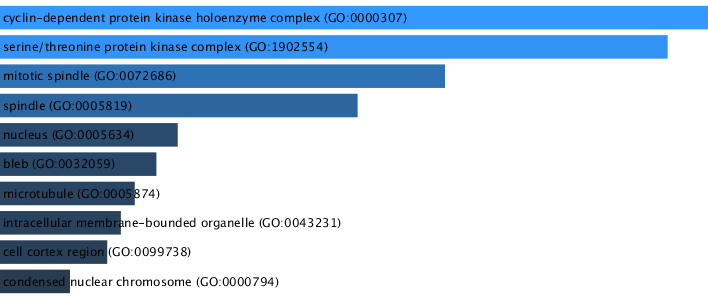 cyclin-dependent protein kinase holoenzyme complex (GO:0000307)
serine/threonine protein kinase complex (GO:1902554)
mitotic spindle (GO:0072686)
spindle (GO:0005819)
nucleus (GO:0005634)
bleb (GO:0032059)
microtubule (GO:0005874)
intracellular membrane-bounded organelle (GO:0043231)
cell cortex region (GO:0099738)
condensed nuclear chromosome (GO:0000794)